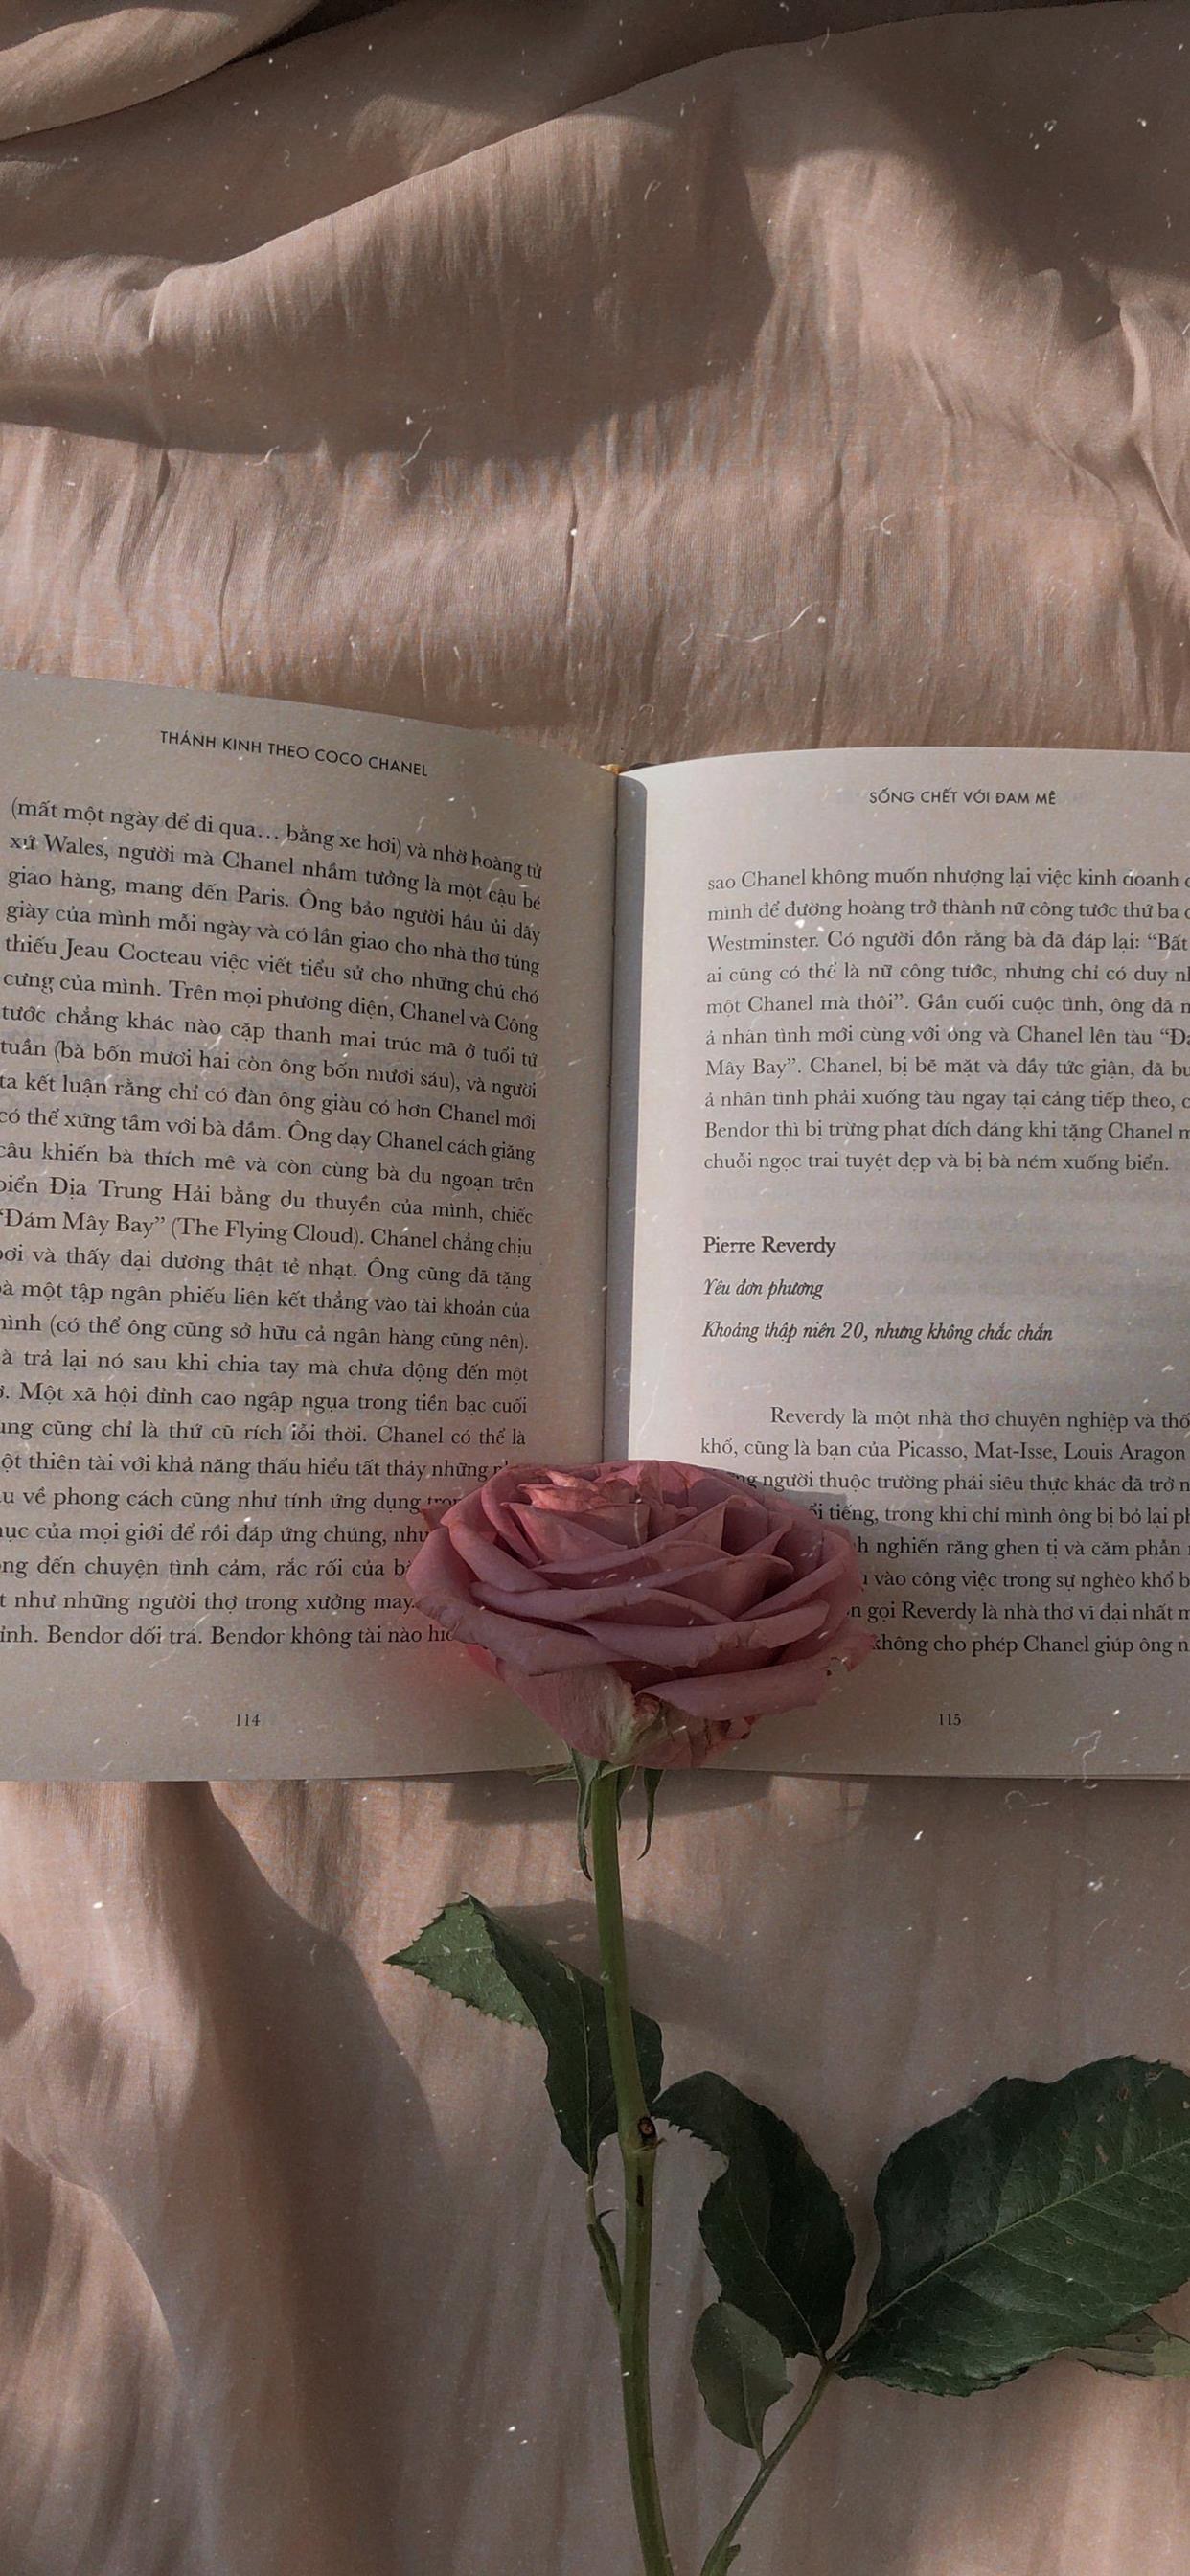 THÁNH KINH THEO COCO CHANEL
(mất một ngày để đi qua… bằng xe hơi) và nhờ hoàng tử
xứ Wales, người mà Chanel nhầm tưởng là một cậu bé
giao hàng, mang đến Paris. Ông bảo người hầu ủi dây
giày của mình mỗi ngày và có lần giao cho nhà thơ túng
thiếu Jeau Cocteau việc viết tiểu sử cho những chú chó
cưng của mình. Trên mọi phương diện, Chanel và Công
tước chẳng khác nào cặp thanh mai trúc mã ở tuổi tứ
tuần (bà bốn mươi hai còn ông bốn mươi sáu), và người
ta kết luận rằng chỉ có đàn ông giàu có hơn Chanel mới
có thể xứng tầm với bà đầm. Ông dạy Chanel cách giăng
câu khiến bà thích mê và còn cùng bà du ngoạn trên
biển Địa Trung Hải bằng du thuyền của mình, chiếc
“Đám Mây Bay” (The Flying Cloud). Chanel chẳng chịu
bơi và thấy đại dương thật tẻ nhạt. Ông cũng đã tặng
bà một tập ngân phiếu liên kết thẳng vào tài khoản của
mình (có thể ông cũng sở hữu cả ngân hàng cũng nên).
trả lại nó sau khi chia tay mà chưa động đến một
Một xã hội đỉnh cao ngập ngụa trong tiền bạc cuối
cũng chỉ là thứ cũ rích lỗi thời. Chanel có thể là
một thiên tài với khả năng thấu hiểu tất thảy những
về phong cách cũng như tính ứng dụng
của mọi giới để rồi đáp ứng chúng,
đến chuyện tình cảm, rắc rối của
như những người thợ trong xưởng may.
Bendor dối trá. Bendor không tài nào
114
SỐNG CHẾT VỚI ĐAM MÊ
sao Chanel không muốn nhượng lại việc kinh doanh
mình để đường hoàng trở thành nữ công tước thứ ba
Westminster. Có người đồn rằng bà đã đáp lại: “Bất
ai cũng có thể là nữ công tước, nhưng chỉ có duy
một Chanel mà thôi”. Gần cuối cuộc tình, ông đã
ả nhân tình mới cùng với ông và Chanel lên tàu
Mây Bay”. Chanel, bị bẽ mặt và đầy tức giận, đã
ả nhân tình phải xuống tàu ngay tại cảng tiếp theo,
Bendor thì bị trừng phạt đích đáng khi tặng Chanel
chuỗi ngọc trai tuyệt đẹp và bị bà ném xuống biển.
Pierre Reverdy
Yêu đơn phương
Khoảng thập niên 20, nhưng không chắc chắn
Reverdy là một nhà thơ chuyên nghiệp và
khổ, cũng là bạn của Picasso, Mat-Isse, Louis Aragon
người thuộc trường phái siêu thực khác đã trở
tiếng, trong khi chỉ mình ông bị bỏ lại
nghiến răng ghen tị và căm phẫn
vào công việc trong sự nghèo khổ
gọi Reverdy là nhà thơ vĩ đại nhất
không cho phép Chanel giúp ông
115